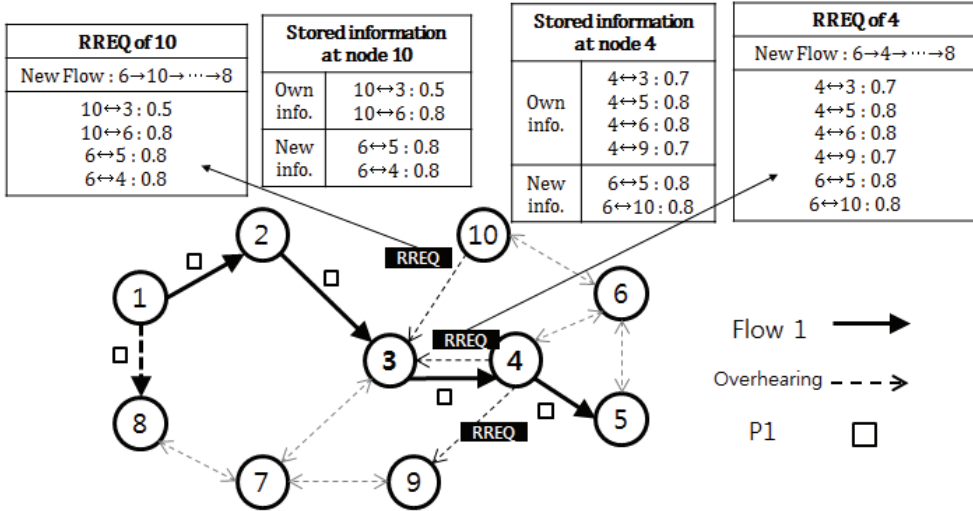 RREQ of 10
New Flow : 6→10→ ··· →8
10↔3 : 0.5
10↔6 : 0.8
6↔5 : 0.8
6↔4 : 0.8
Stored information
at node 10
Own
info.
10↔3 : 0.5
10↔6 : 0.8
New
info.
6↔5 : 0.8
6↔4 : 0.8
Stored information
at node 4
Own
info.
4↔3 : 0.7
4↔5 : 0.8
4↔6 : 0.8
4↔9 : 0.7
New
info.
6↔5 : 0.8
6↔10 : 0.8
RREQ of 4
New Flow : 6→4→ ··· →8
4↔3 : 0.7
4↔5 : 0.8
4↔6 : 0.8
4↔9 : 0.7
6↔5 : 0.8
6↔10 : 0.8
2
10
RREQ
1
6
RREQ
3
4
8
5
RREQ
7
9
Flow 1
Overhearing
P1